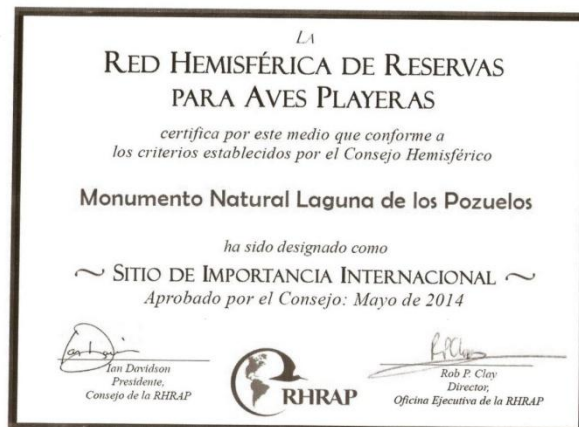 LA
RED HEMISFÉRICA DE RESERVAS
PARA AVES PLAYERAS
certifica por este medio que conforme a
los criterios establecidos por el Consejo Hemisférico
Monumento Natural Laguna de los Pozuelos
ha sido designado como
~ SITIO DE IMPORTANCIA INTERNACIONAL ~
Aprobado por el Consejo: Mayo de 2014
Ian Davidson
Presidente,
Consejo de la RHRAP
RHRAP
Rob P. Clay
Director,
Oficina Ejecutiva de la RHRAP